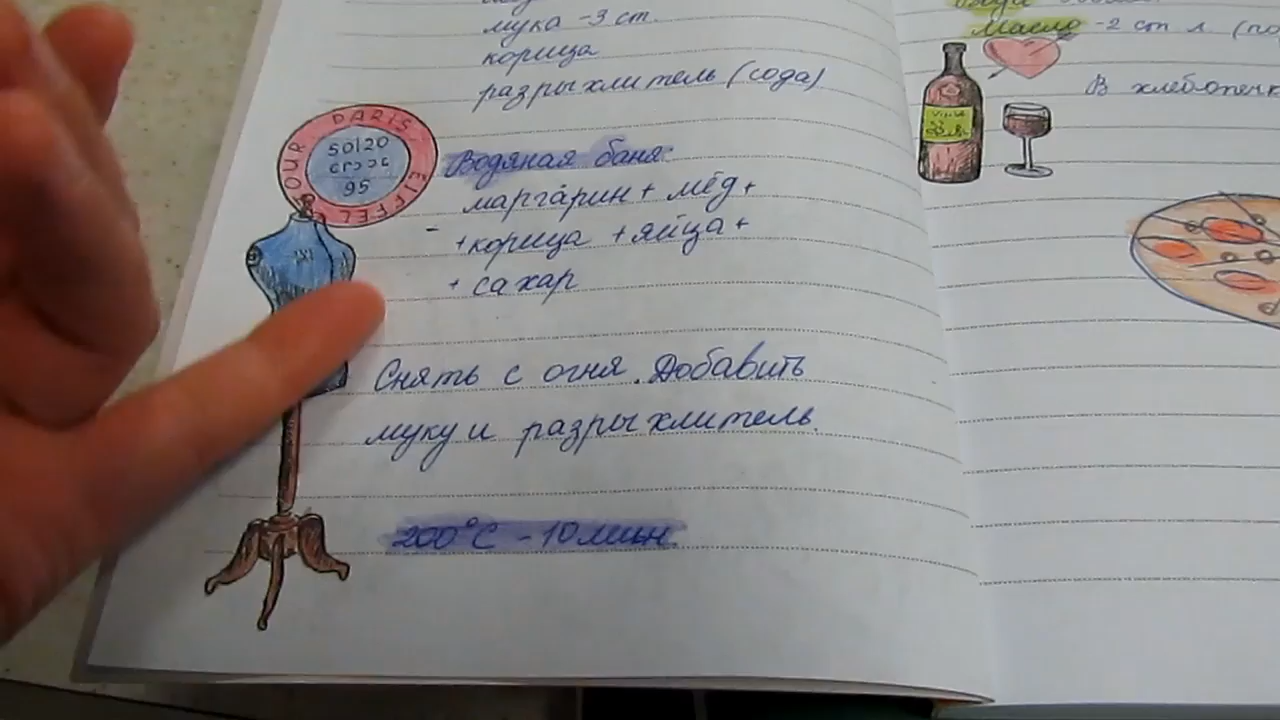 мука -3 ст.
корица
разрыхлитель (сода)
TOUR PARIS EIFFEL
50120
95
Водяная баня:
маргарин + мёд +
+корица +яйца +
+ сахар
Снять с огня. Добавить
муку и разрыхлитель.
200°С - 10 мин.
Масло -2 ст л (по
В хлебопечк